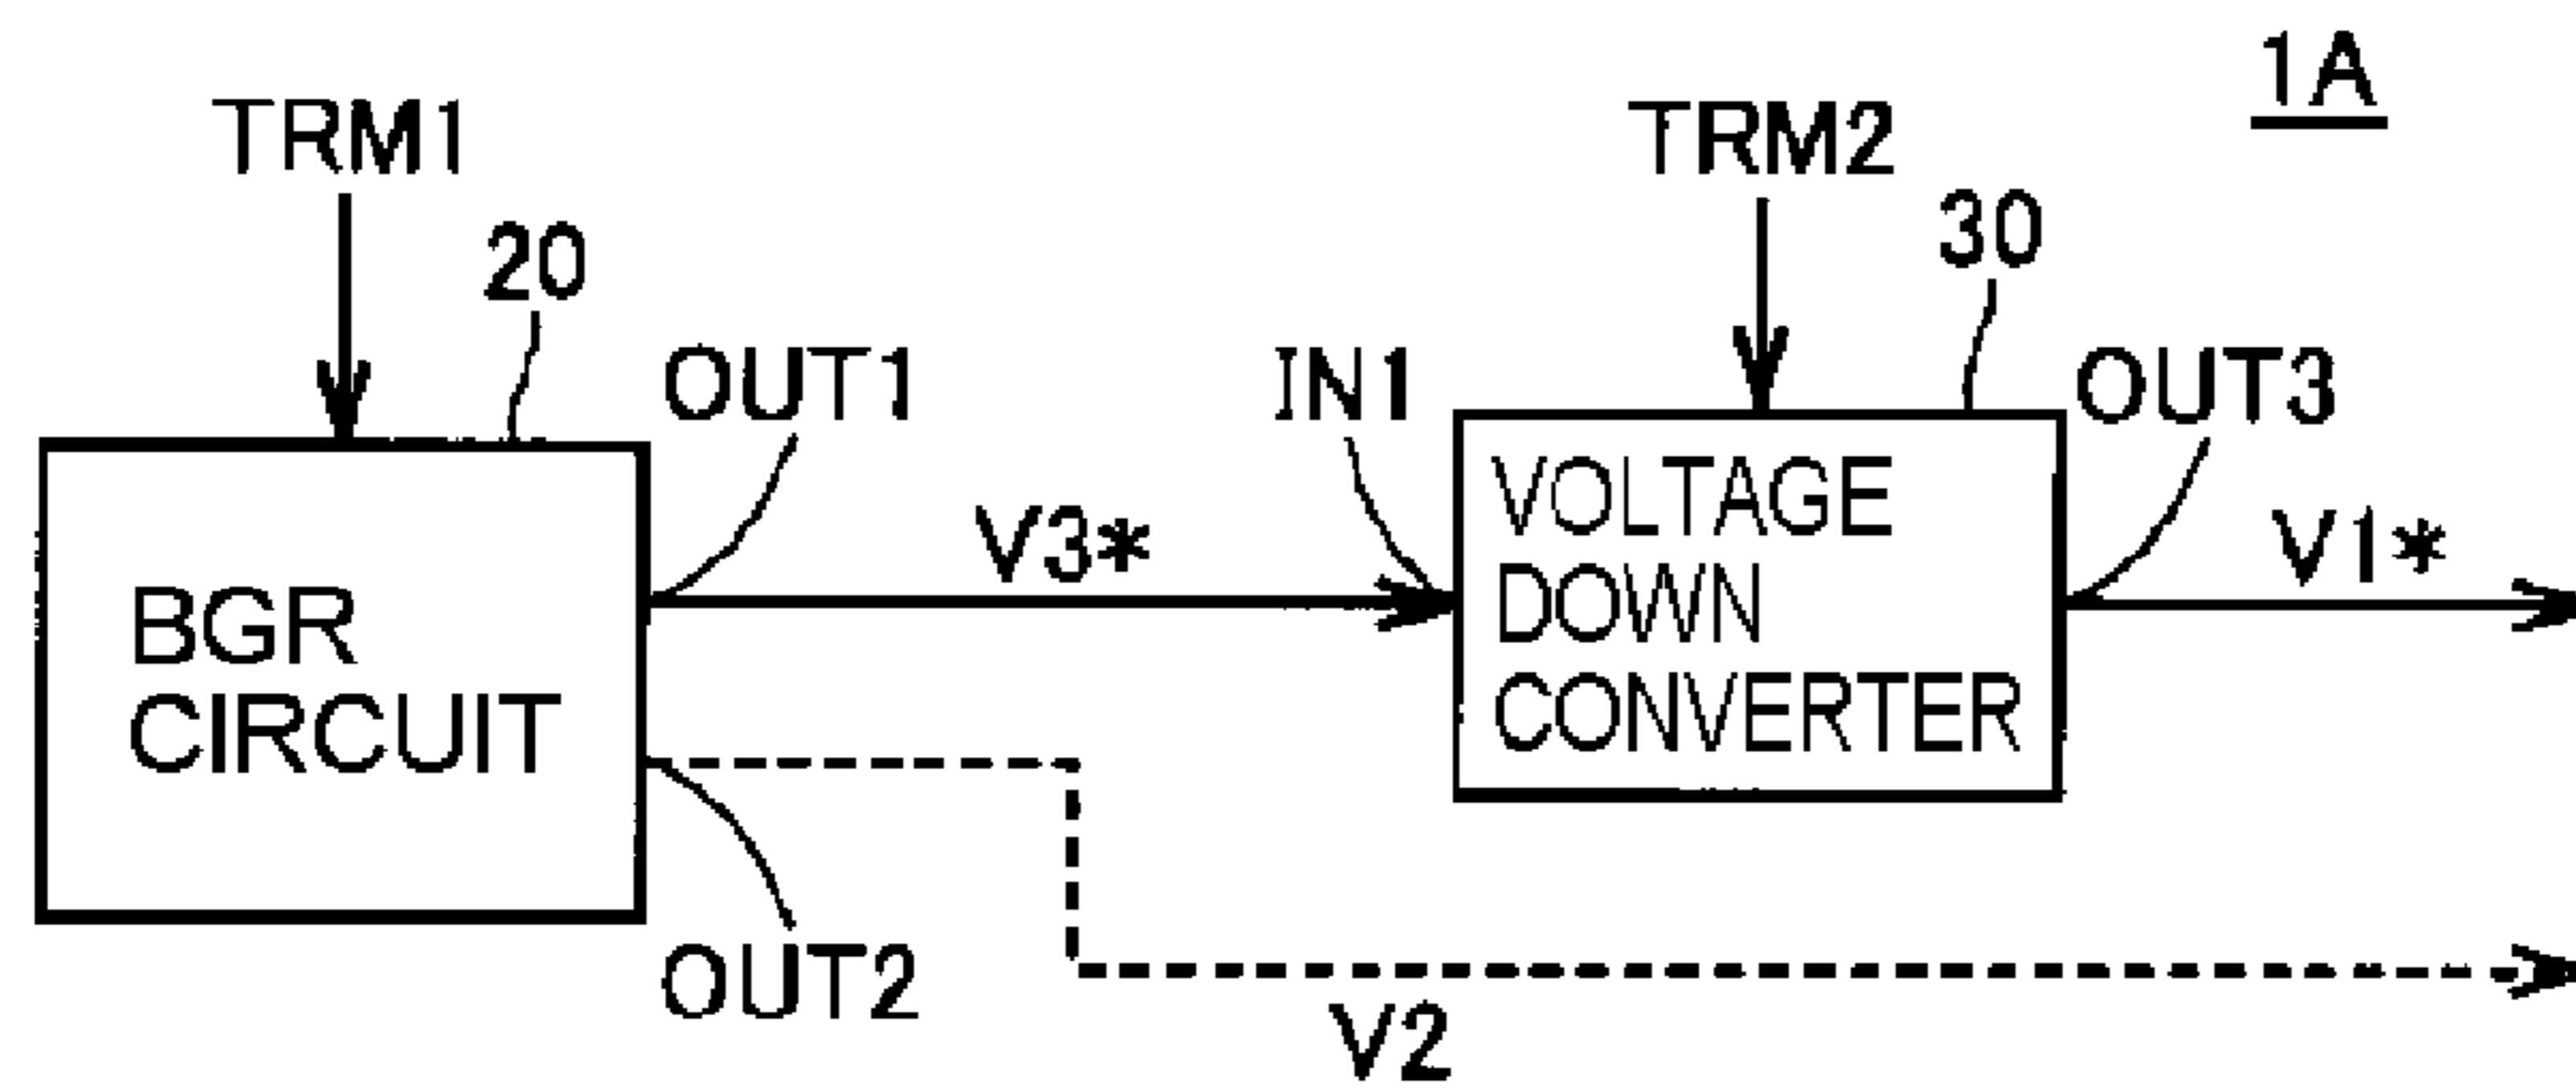 1A
TRM1
TRM2
20
30
OUT1
IN1
OUT3
V3*
V1*
BGR
CIRCUIT
VOLTAGE
DOWN
CONVERTER
OUT2
V2